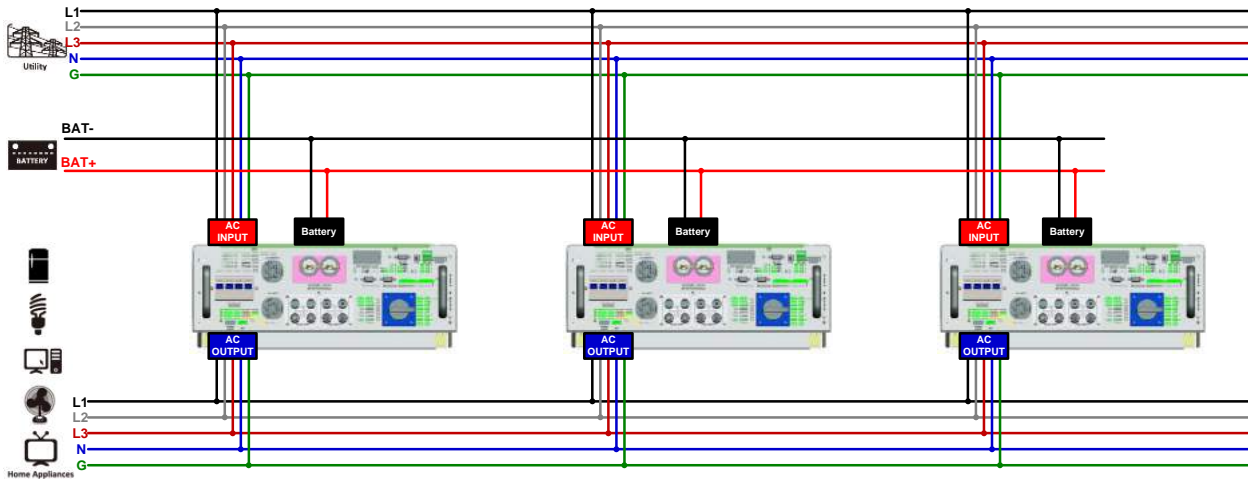 L1
L2
L3
N
G
Utility
BAT-
BATTERY
BAT+
AC
INPUT
Battery
AC
INPUT
Battery
AC
INPUT
Battery
AC
OUTPUT
AC
OUTPUT
AC
OUTPUT
L1
L2
L3
N
G
Home Appliances